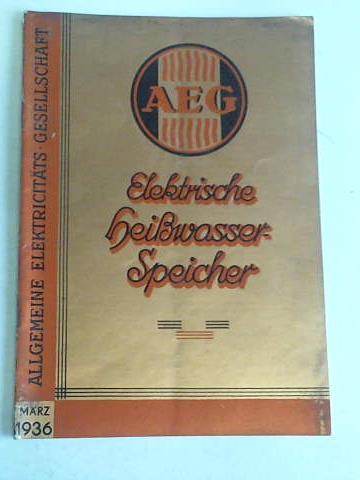 AEG
Elektrische
Heißwasser-
Speicher
ALLGEMEINE ELEKTRICITÄTS-GESELLSCHAFT
MÄRZ
1936